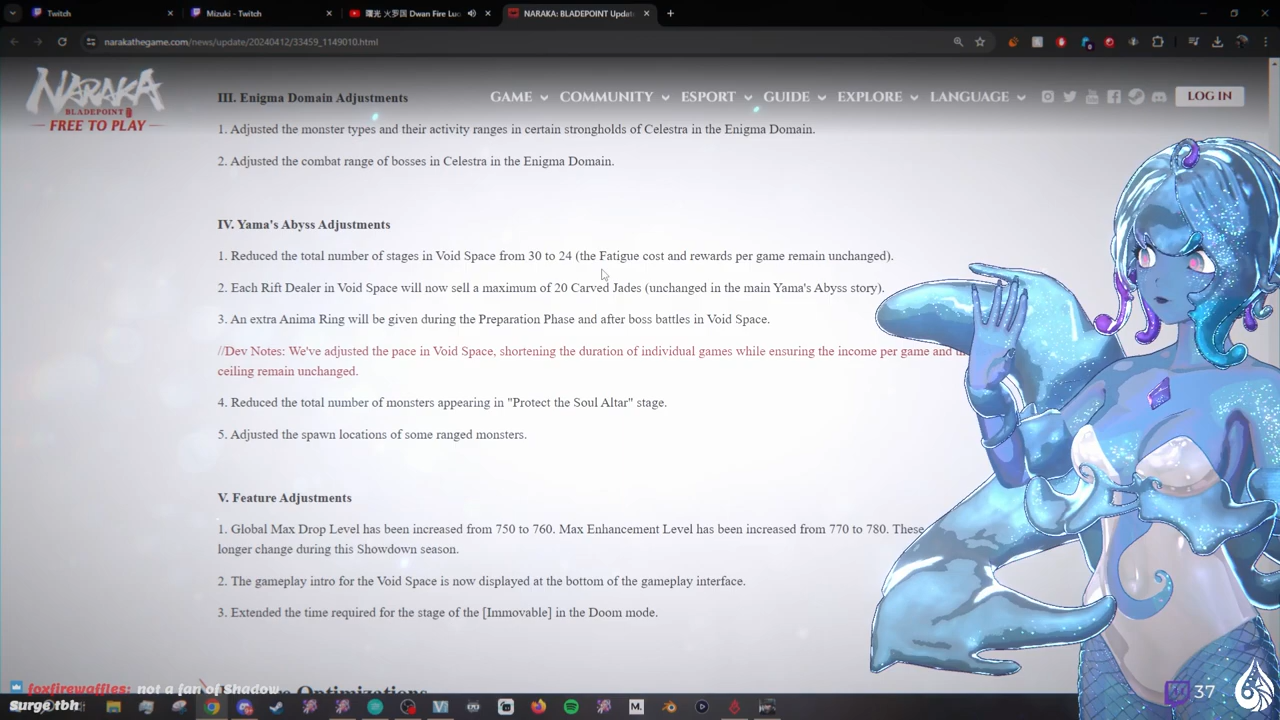 Twitch
Mizuki - Twitch
曙光 火罗国 Dwan Fire Luo
NARAKA: BLADEPOINT Update
narakathegame.com/news/update/20240412/33459_1149010.html
NARAKA
BLADEPOINT
FREE TO PLAY
GAME COMMUNITY ESPORT GUIDE EXPLORE LANGUAGE LOG IN
III. Enigma Domain Adjustments
1. Adjusted the monster types and their activity ranges in certain strongholds of Celestra in the Enigma Domain.
2. Adjusted the combat range of bosses in Celestra in the Enigma Domain.
IV. Yama's Abyss Adjustments
1. Reduced the total number of stages in Void Space from 30 to 24 (the Fatigue cost and rewards per game remain unchanged).
2. Each Rift Dealer in Void Space will now sell a maximum of 20 Carved Jades (unchanged in the main Yama's Abyss story).
3. An extra Anima Ring will be given during the Preparation Phase and after boss battles in Void Space.
//Dev Notes: We've adjusted the pace in Void Space, shortening the duration of individual games while ensuring the income per game and
ceiling remain unchanged.
4. Reduced the total number of monsters appearing in "Protect the Soul Altar" stage.
5. Adjusted the spawn locations of some ranged monsters.
V. Feature Adjustments
1. Global Max Drop Level has been increased from 750 to 760. Max Enhancement Level has been increased from 770 to 780. These
longer change during this Showdown season.
2. The gameplay intro for the Void Space is now displayed at the bottom of the gameplay interface.
3. Extended the time required for the stage of the [Immovable] in the Doom mode.
Optimizations
foxfirewaffles: not a fan of Shadow
Surge tbh
37